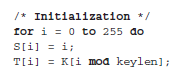 /* Initialization */
for i = 0 to 255 do
S[i] = i;
T[i] = K[i mod keylen];